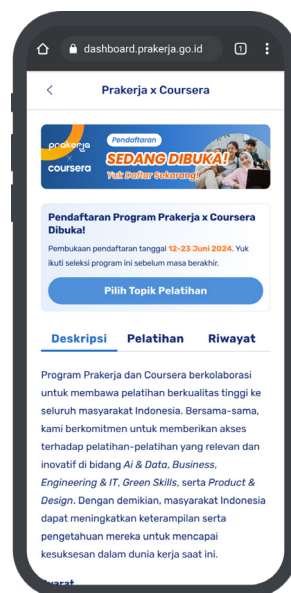 dashboard.prakerja.go.id
1
Prakerja x Coursera
prakerja
x
coursera
Pendaftaran
SEDANG DIBUKA!
Yuk Daftar Sekarang!
Pendaftaran Program Prakerja x Coursera
Dibuka!
Pembukaan pendaftaran tanggal 12-23 Juni 2024. Yuk
ikuti seleksi program ini sebelum masa berakhir.
Pilih Topik Pelatihan
Deskripsi Pelatihan Riwayat
Program Prakerja dan Coursera berkolaborasi
untuk membawa pelatihan berkualitas tinggi ke
seluruh masyarakat Indonesia. Bersama-sama,
kami berkomitmen untuk memberikan akses
terhadap pelatihan-pelatihan yang relevan dan
inovatif di bidang Ai & Data, Business,
Engineering & IT, Green Skills, serta Product &
Design. Dengan demikian, masyarakat Indonesia
dapat meningkatkan keterampilan serta
pengetahuan mereka untuk mencapai
kesuksesan dalam dunia kerja saat ini.